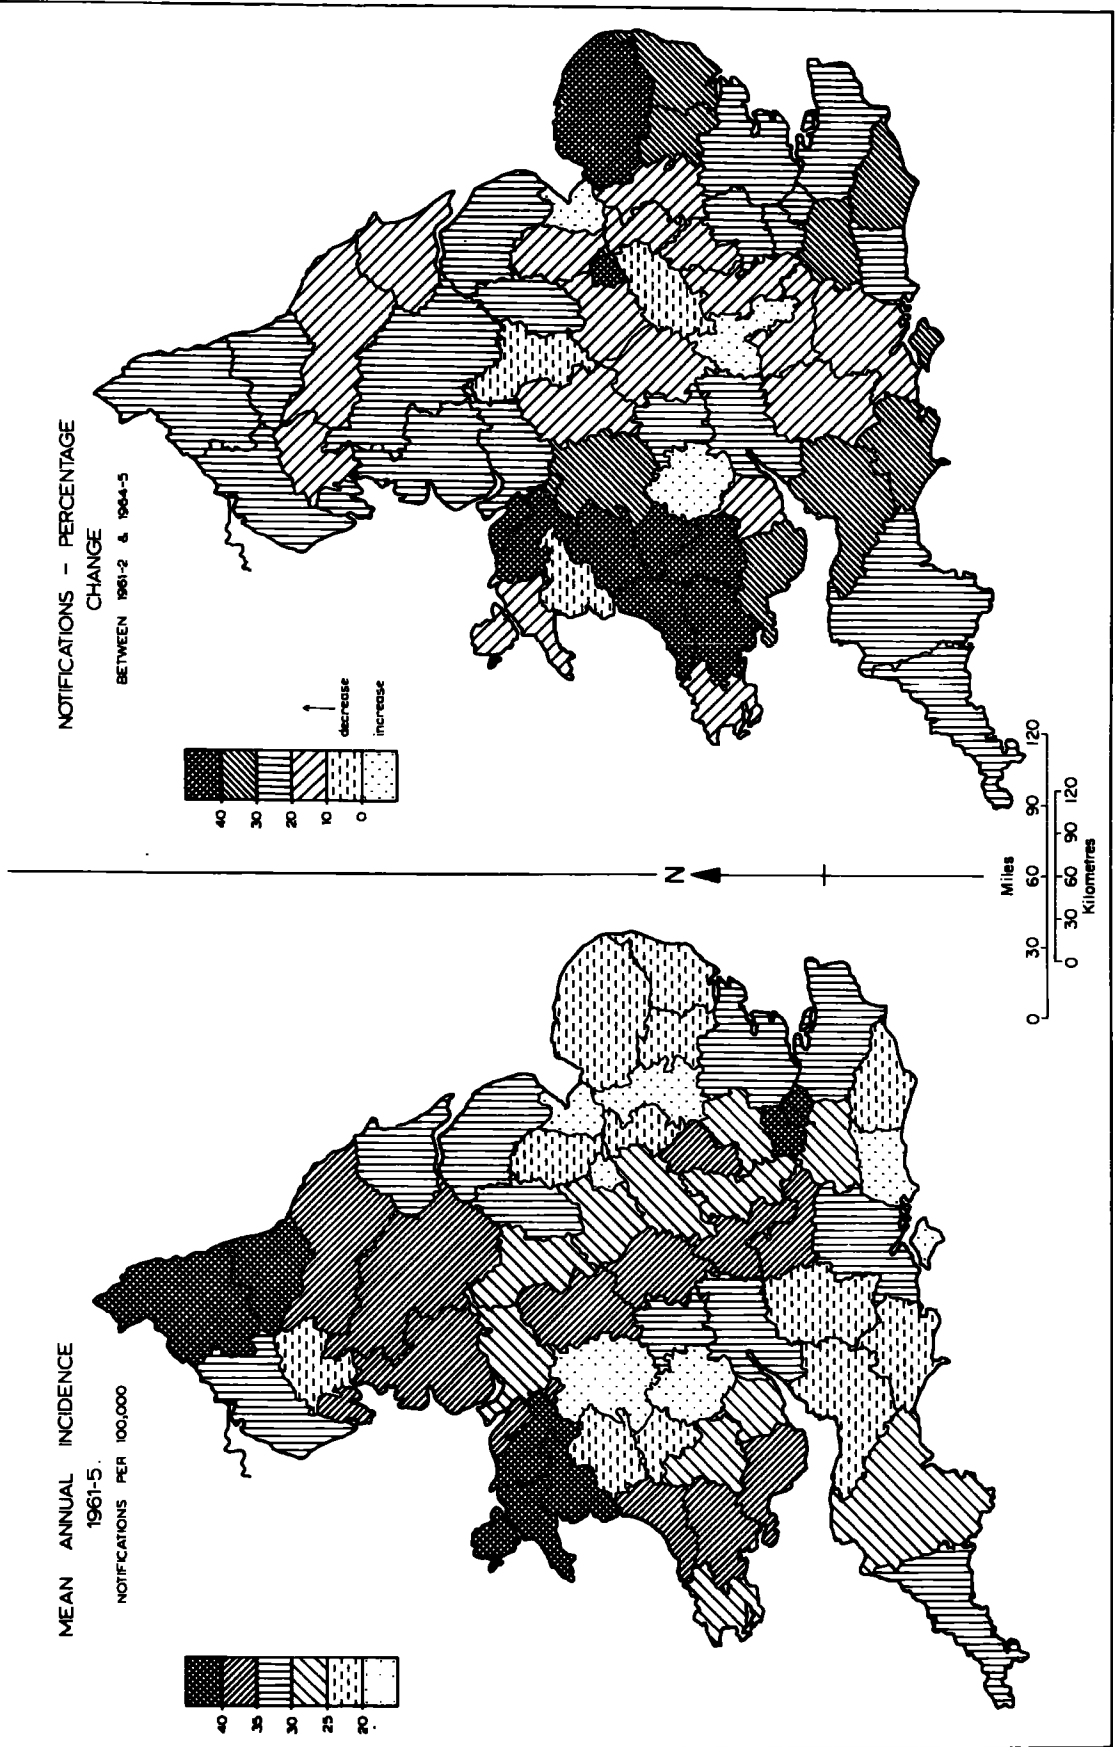 MEAN ANNUAL INCIDENCE
1961-5.
NOTIFICATIONS PER 100,000
40
35
30
25
20
NOTIFICATIONS - PERCENTAGE
CHANGE
BETWEEN 1961-2 & 1964-5
40
30
20
10
0
decrease
increase
N
Miles
0 30 60 90 120
0 30 60 90 120
Kilometres